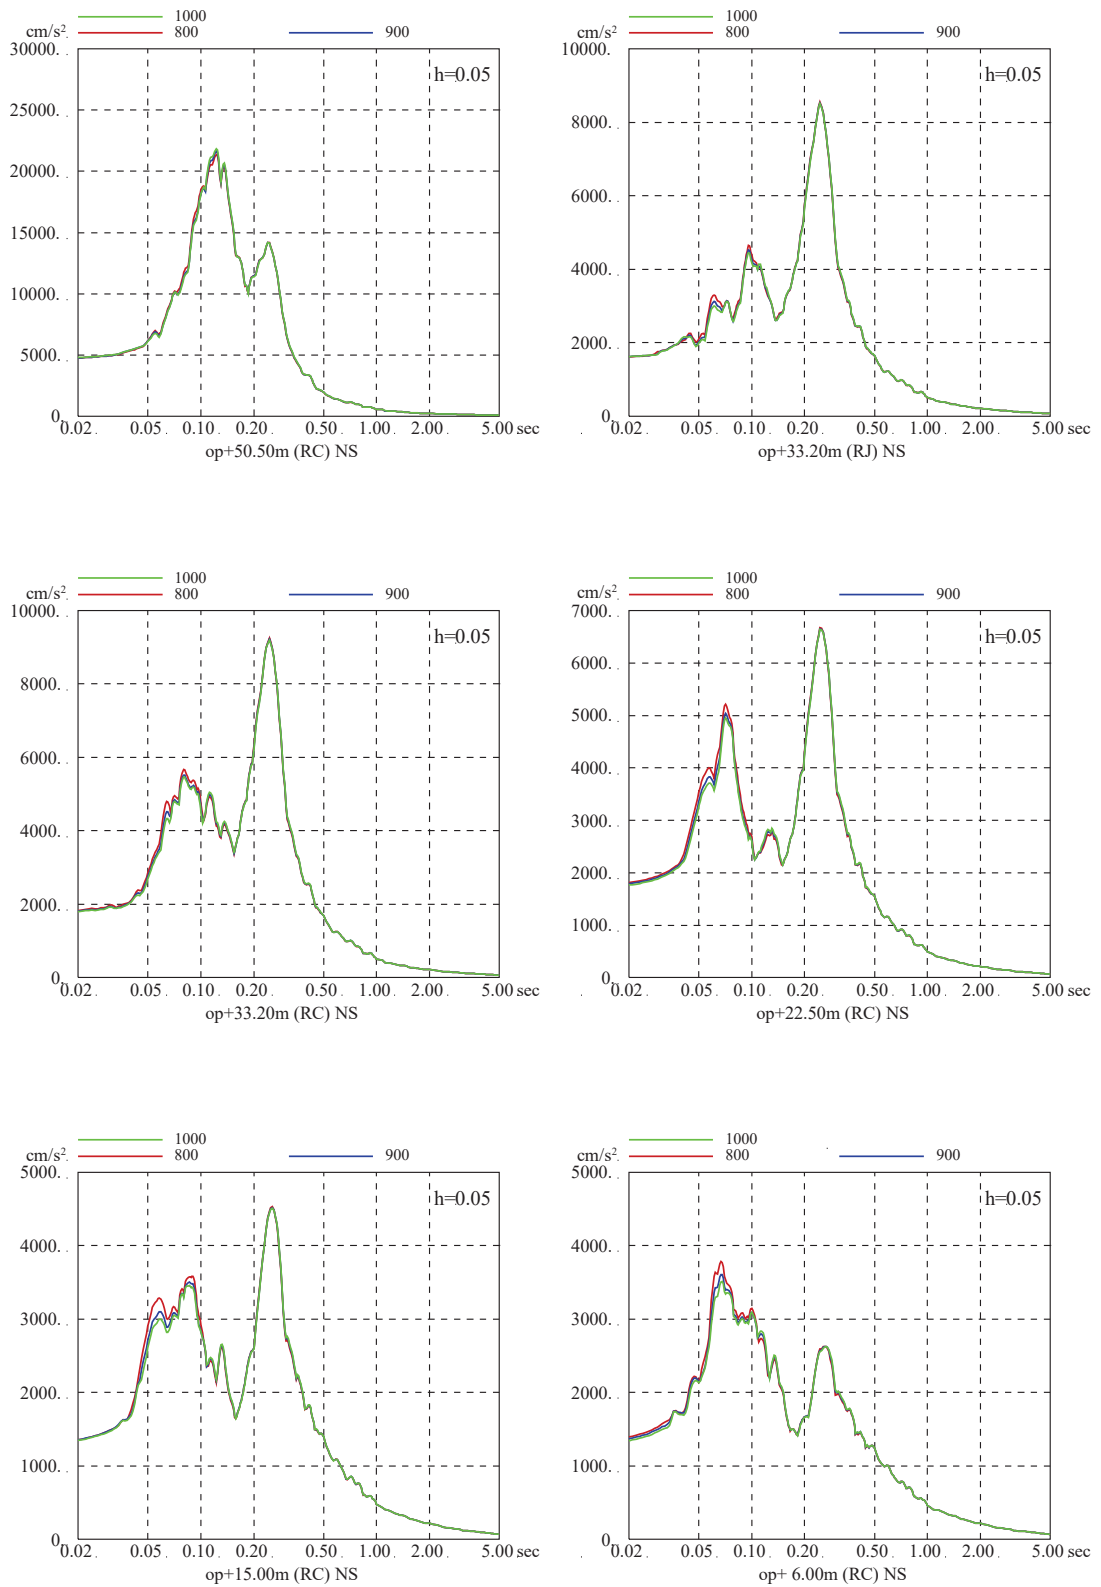 1000
cm/s². 800 900
30000.
h=0.05
25000.
20000.
15000.
10000.
5000.
0.
0.02 0.05 0.10 0.20 0.50 1.00 2.00 5.00 sec
op+50.50m (RC) NS
1000
cm/s² 800 900
10000.
h=0.05
8000.
6000.
4000.
2000.
0.
0.02 0.05 0.10 0.20 0.50 1.00 2.00 5.00 sec
op+33.20m (RJ) NS
1000
cm/s². 800 900
10000.
h=0.05
8000.
6000.
4000.
2000.
0.
0.02 0.05 0.10 0.20 0.50 1.00 2.00 5.00 sec
op+33.20m (RC) NS
1000
cm/s². 800 900
7000.
h=0.05
6000.
5000.
4000.
3000.
2000.
1000.
0.
0.02 0.05 0.10 0.20 0.50 1.00 2.00 5.00 sec
op+22.50m (RC) NS
1000
cm/s². 800 900
5000.
h=0.05
4000.
3000.
2000.
1000.
0.
0.02 0.05 0.10 0.20 0.50 1.00 2.00 5.00 sec
op+15.00m (RC) NS
1000
cm/s². 800 900
5000.
h=0.05
4000.
3000.
2000.
1000.
0.
0.02 0.05 0.10 0.20 0.50 1.00 2.00 5.00 sec
op+ 6.00m (RC) NS